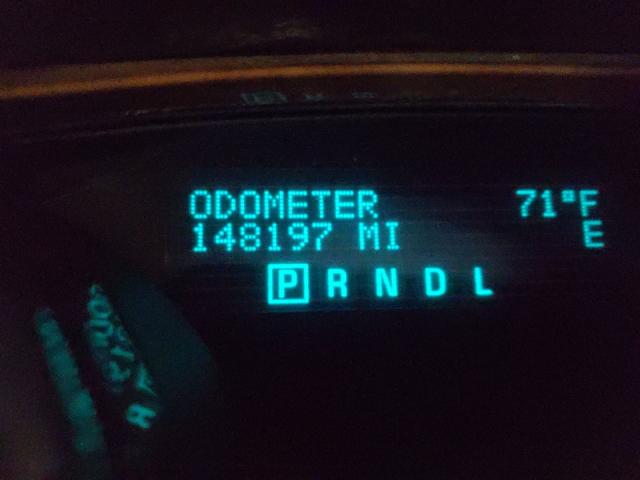 ODOMETER 71°F
148197 MI E
P R N D L